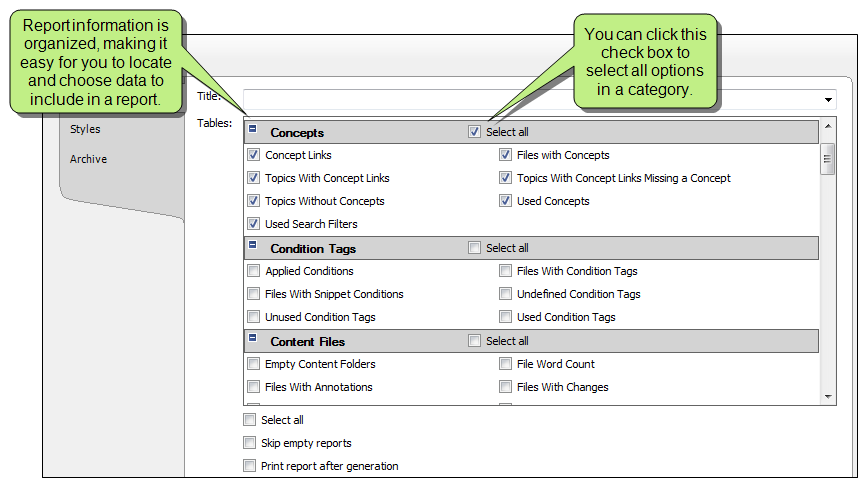 Report information is
organized, making it
easy for you to locate
and choose data to
include in a report.
You can click this
check box to
select all options
in a category.
Title:
Styles
Archive
Tables:
Concepts Select all
Concept Links Files with Concepts
Topics With Concept Links Topics With Concept Links Missing a Concept
Topics Without Concepts Used Concepts
Used Search Filters
Condition Tags Select all
Applied Conditions Files With Condition Tags
Files With Snippet Conditions Undefined Condition Tags
Unused Condition Tags Used Condition Tags
Content Files Select all
Empty Content Folders File Word Count
Files With Annotations Files With Changes
Select all
Skip empty reports
Print report after generation